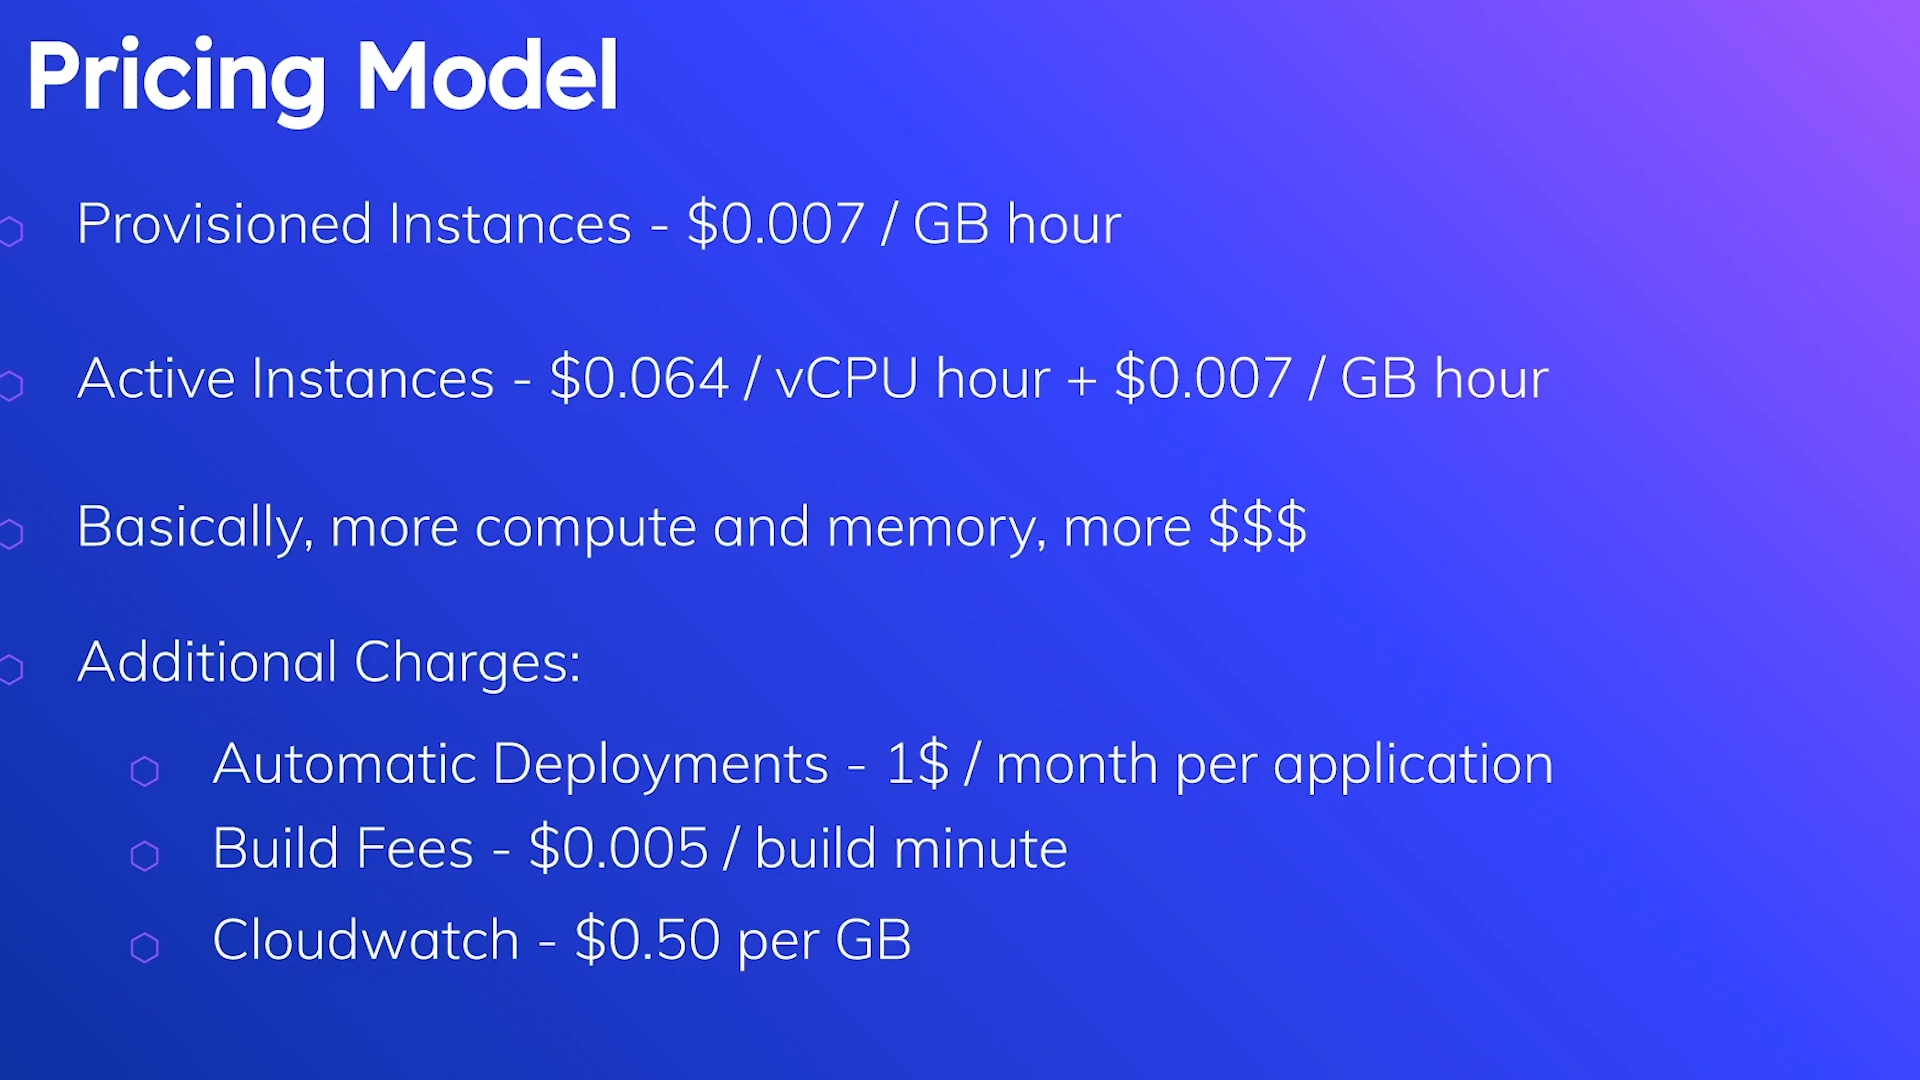 Pricing Model
Provisioned Instances - $0.007 / GB hour
Active Instances - $0.064 / vCPU hour + $0.007 / GB hour
Basically, more compute and memory, more $$$
Additional Charges:
Automatic Deployments - 1$ / month per application
Build Fees - $0.005 / build minute
Cloudwatch - $0.50 per GB